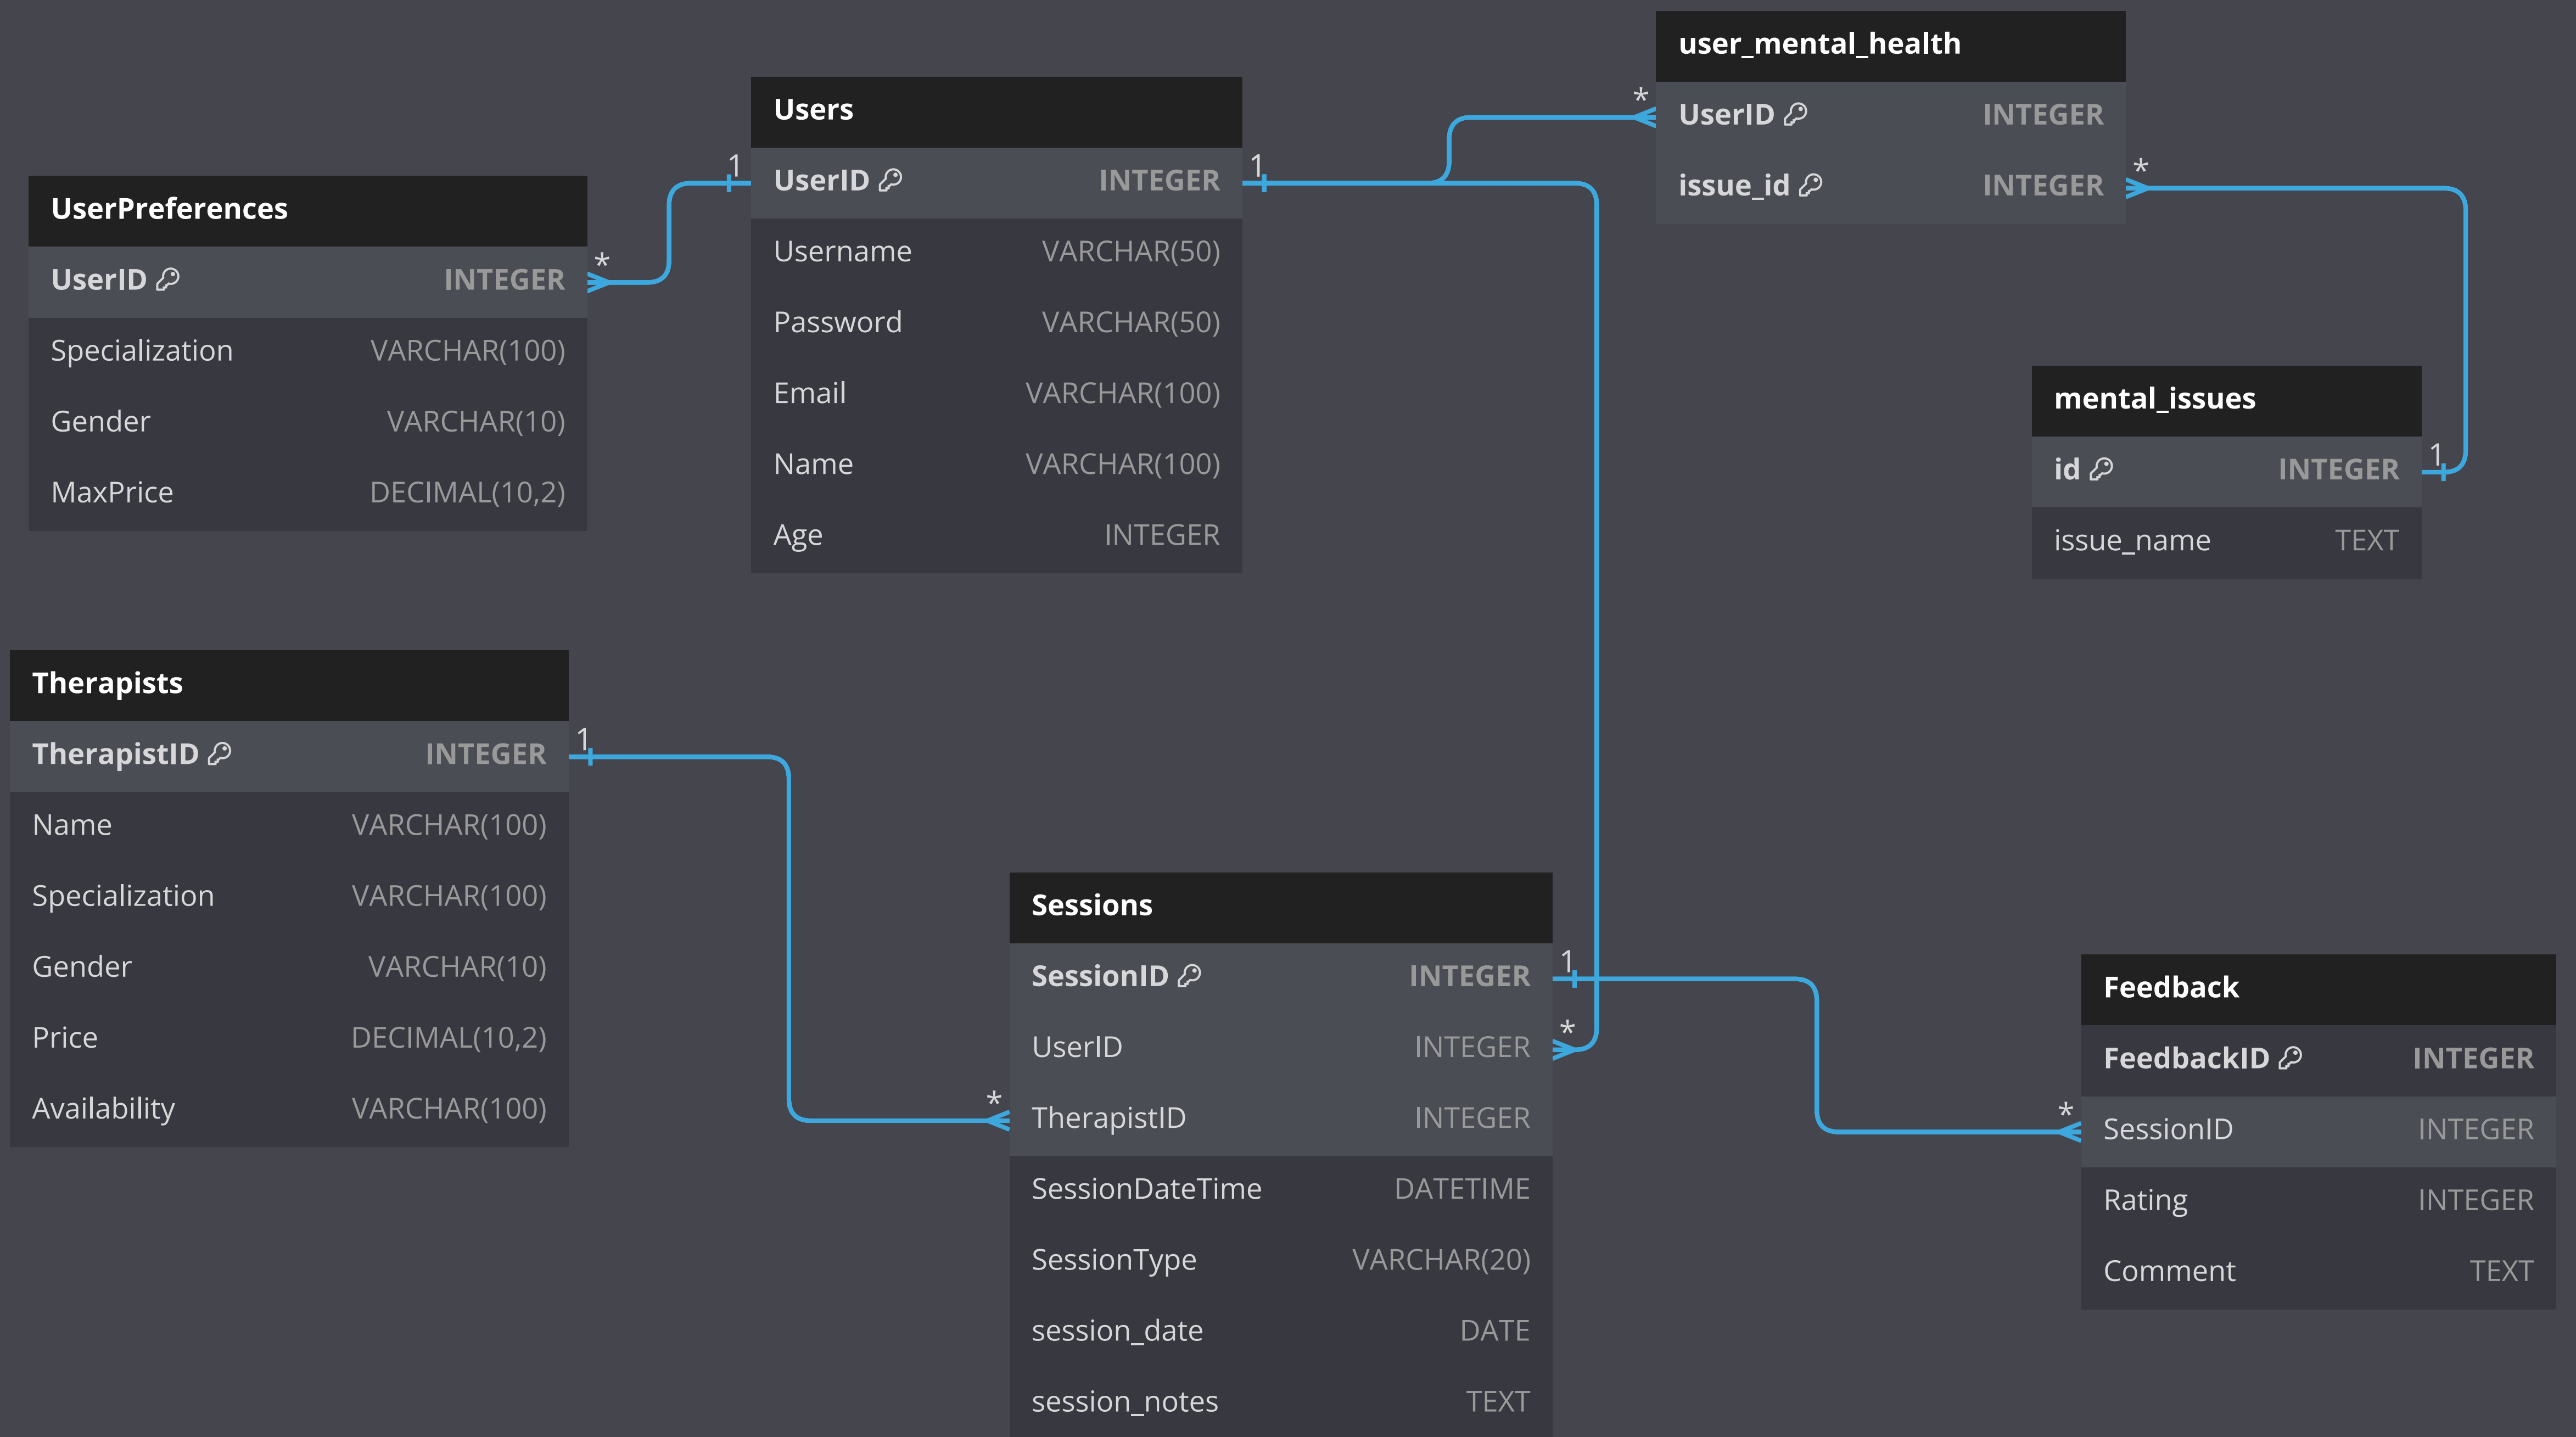 user_mental_health
UserID INTEGER
issue_id INTEGER
*
*
Users
UserID INTEGER
Username VARCHAR(50)
Password VARCHAR(50)
Email VARCHAR(100)
Name VARCHAR(100)
Age INTEGER
1
1
UserPreferences
UserID INTEGER
Specialization VARCHAR(100)
Gender VARCHAR(10)
MaxPrice DECIMAL(10,2)
*
mental_issues
id INTEGER
issue_name TEXT
1
Therapists
TherapistID INTEGER
Name VARCHAR(100)
Specialization VARCHAR(100)
Gender VARCHAR(10)
Price DECIMAL(10,2)
Availability VARCHAR(100)
1
Sessions
SessionID INTEGER
UserID INTEGER
TherapistID INTEGER
SessionDateTime DATETIME
SessionType VARCHAR(20)
session_date DATE
session_notes TEXT
1
*
*
Feedback
FeedbackID INTEGER
SessionID INTEGER
Rating INTEGER
Comment TEXT
*